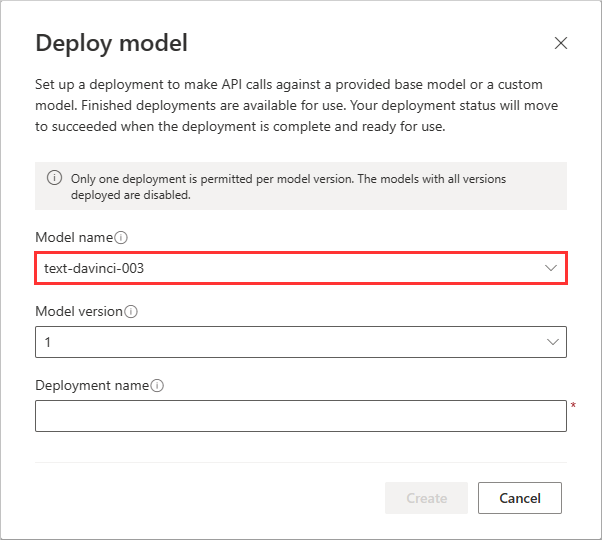 Deploy model
Set up a deployment to make API calls against a provided base model or a custom
model. Finished deployments are available for use. Your deployment status will move
to succeeded when the deployment is complete and ready for use.
Only one deployment is permitted per model version. The models with all versions
deployed are disabled.
Model name
text-davinci-003
Model version
1
Deployment name
*
Create Cancel